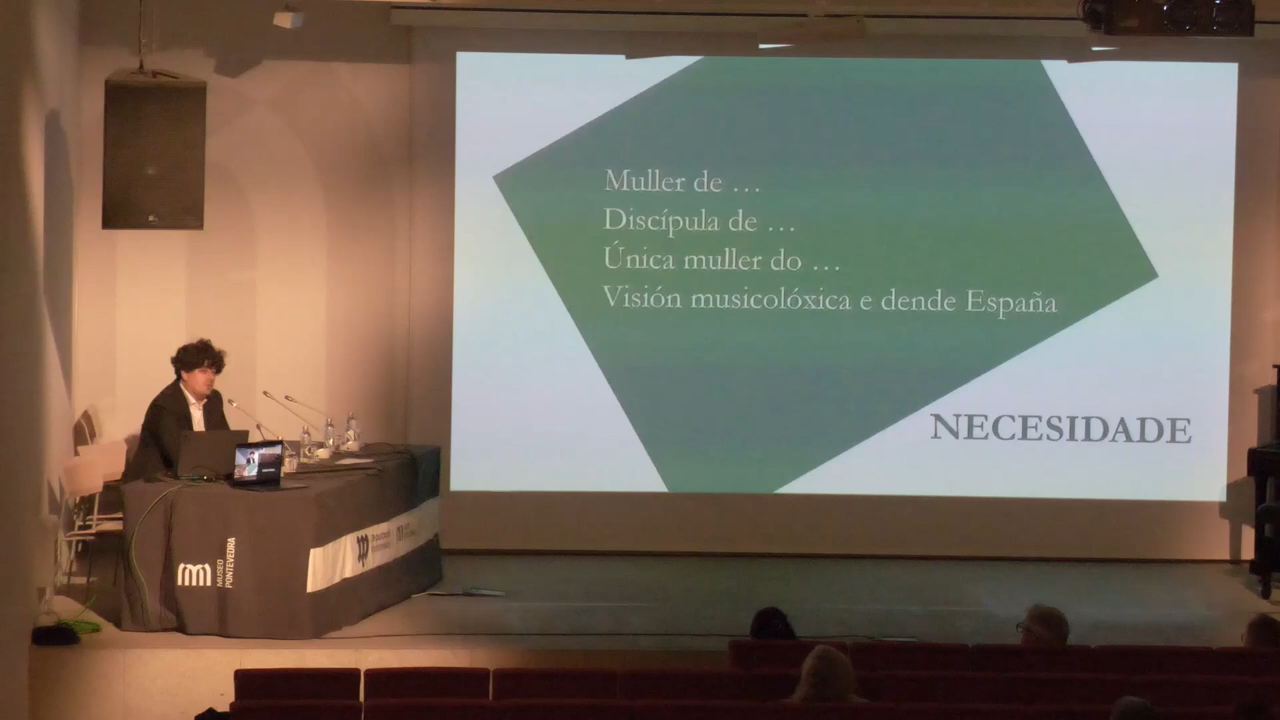 Muller de …
Discípula de …
Única muller do …
Visión musicolóxica e dende España
NECESIDADE
MUSEO
PONTEVEDRA